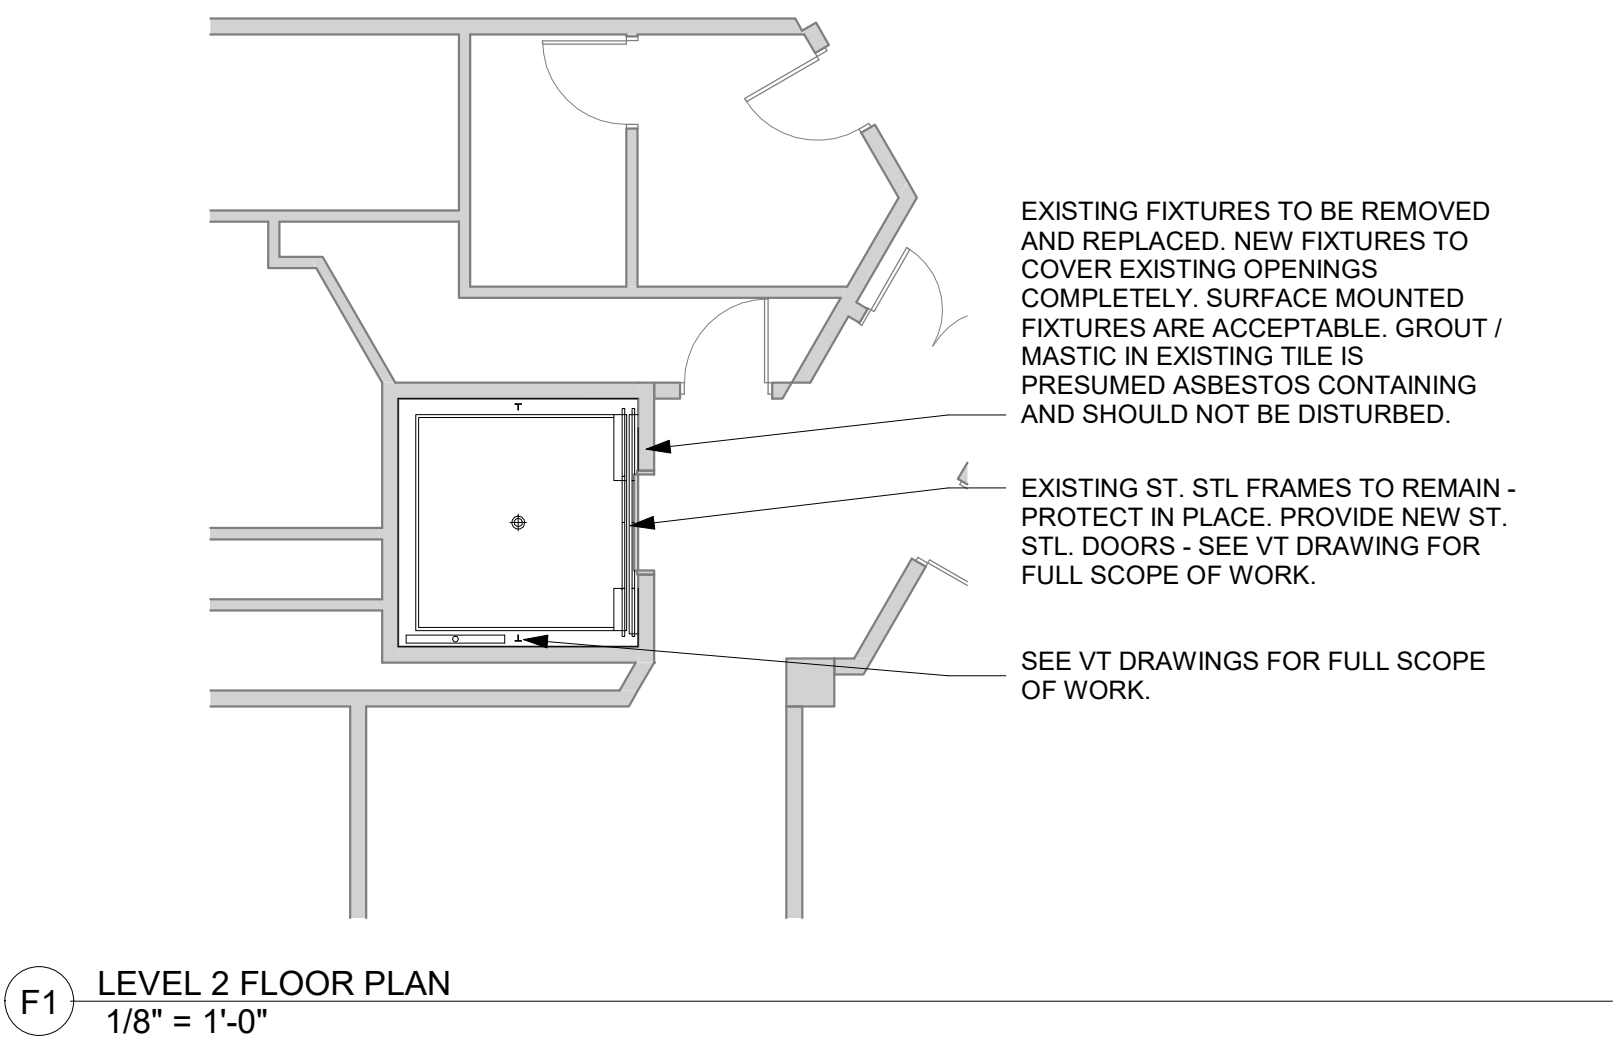 EXISTING FIXTURES TO BE REMOVED
AND REPLACED. NEW FIXTURES TO
COVER EXISTING OPENINGS
COMPLETELY. SURFACE MOUNTED
FIXTURES ARE ACCEPTABLE. GROUT /
MASTIC IN EXISTING TILE IS
PRESUMED ASBESTOS CONTAINING
AND SHOULD NOT BE DISTURBED.
EXISTING ST. STL FRAMES TO REMAIN -
PROTECT IN PLACE. PROVIDE NEW ST.
STL. DOORS - SEE VT DRAWING FOR
FULL SCOPE OF WORK.
SEE VT DRAWINGS FOR FULL SCOPE
OF WORK.
F1
LEVEL 2 FLOOR PLAN
1/8" = 1'-0"